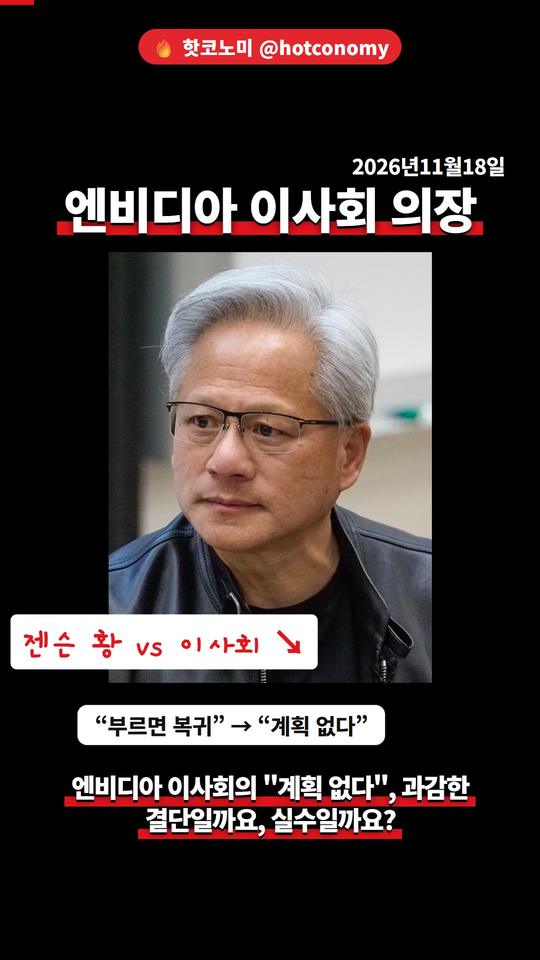 🔥 핫코노미 @hotconomy
2026년11월18일
엔비디아 이사회 의장
젠슨 황 vs 이사회 ↘
“부르면 복귀” → “계획 없다”
엔비디아 이사회의 "계획 없다", 과감한
결단일까요, 실수일까요?